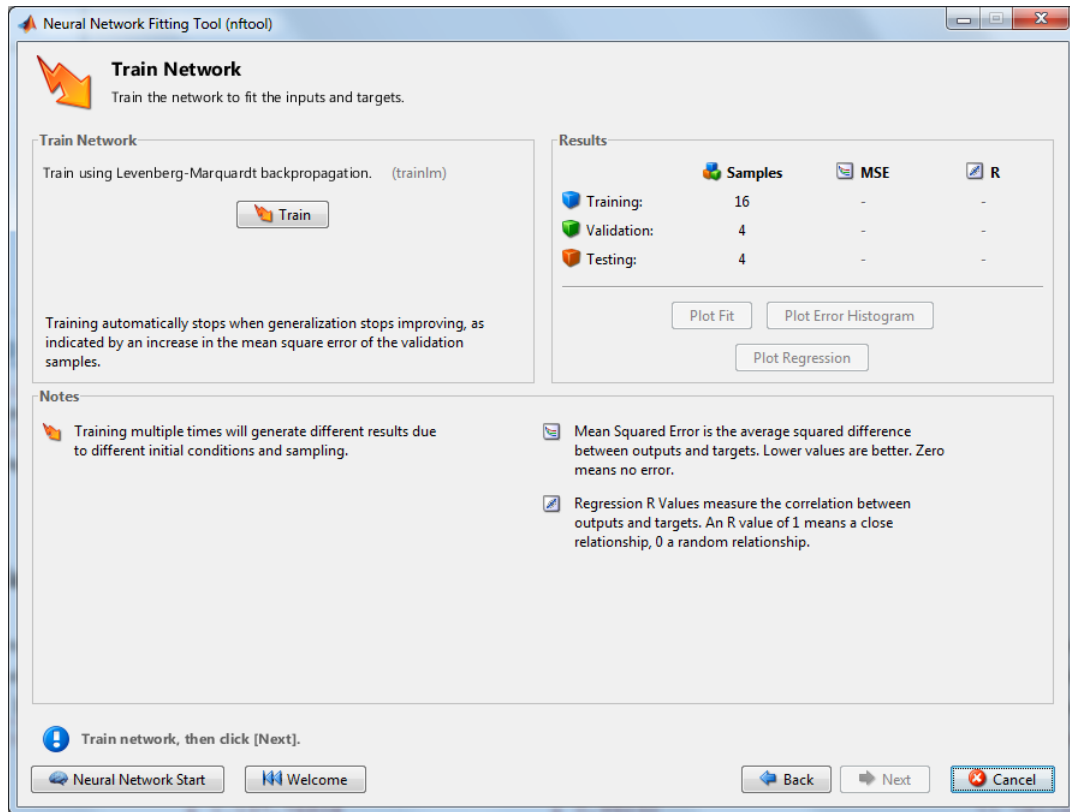 Neural Network Fitting Tool (nftool)
Train Network
Train the network to fit the inputs and targets.
Train Network
Train using Levenberg-Marquardt backpropagation. (trainlm)
Train
Training automatically stops when generalization stops improving, as
indicated by an increase in the mean square error of the validation
samples.
Results
Samples MSE R
Training: 16 - -
Validation: 4 - -
Testing: 4 - -
Plot Fit Plot Error Histogram
Plot Regression
Notes
Training multiple times will generate different results due
to different initial conditions and sampling.
Mean Squared Error is the average squared difference
between outputs and targets. Lower values are better. Zero
means no error.
Regression R Values measure the correlation between
outputs and targets. An R value of 1 means a close
relationship, 0 a random relationship.
Train network, then click [Next].
Neural Network Start Welcome Back Next Cancel